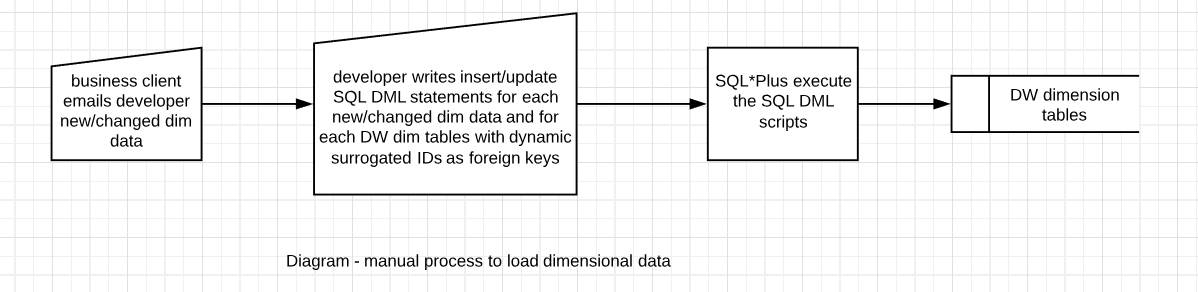 business client
emails developer
new/changed dim
data
developer writes insert/update
SQL DML statements for each
new/changed dim data and for
each DW dim tables with dynamic
surrogated IDs as foreign keys
SQL*Plus execute
the SQL DML
scripts
DW dimension
tables
Diagram - manual process to load dimensional data